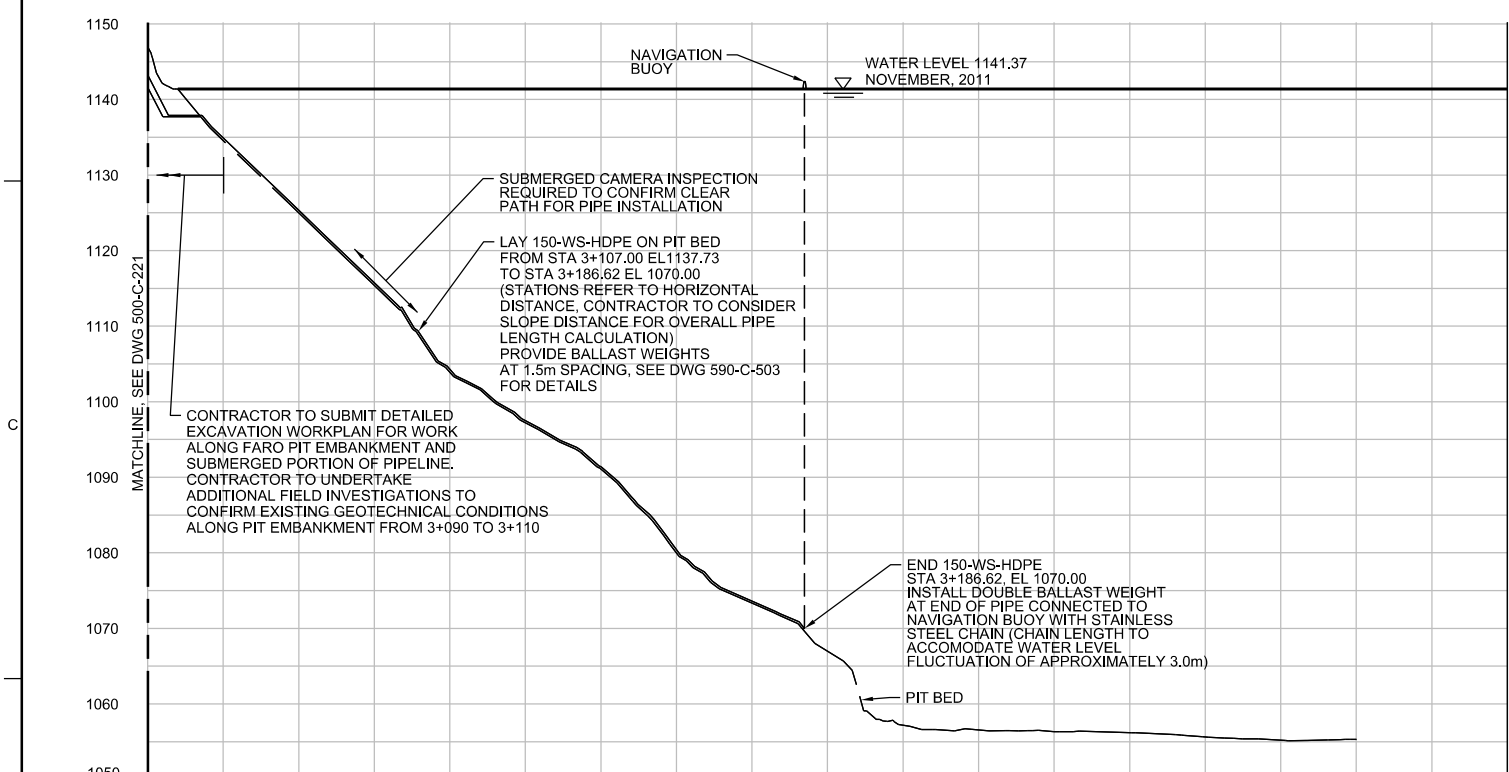 1150
1140
1130
1120
1110
1100
1090
1080
1070
1060
1050
C
MATCHLINE, SEE DWG 500-C-221
NAVIGATION
BUOY
WATER LEVEL 1141.37
NOVEMBER, 2011
SUBMERGED CAMERA INSPECTION
REQUIRED TO CONFIRM CLEAR
PATH FOR PIPE INSTALLATION
LAY 150-WS-HDPE ON PIT BED
FROM STA 3+107.00 EL1137.73
TO STA 3+186.62 EL 1070.00
(STATIONS REFER TO HORIZONTAL
DISTANCE, CONTRACTOR TO CONSIDER
SLOPE DISTANCE FOR OVERALL PIPE
LENGTH CALCULATION)
PROVIDE BALLAST WEIGHTS
AT 1.5m SPACING, SEE DWG 590-C-503
FOR DETAILS
CONTRACTOR TO SUBMIT DETAILED
EXCAVATION WORKPLAN FOR WORK
ALONG FARO PIT EMBANKMENT AND
SUBMERGED PORTION OF PIPELINE.
CONTRACTOR TO UNDERTAKE
ADDITIONAL FIELD INVESTIGATIONS TO
CONFIRM EXISTING GEOTECHNICAL CONDITIONS
ALONG PIT EMBANKMENT FROM 3+090 TO 3+110
END 150-WS-HDPE
STA 3+186.62, EL 1070.00
INSTALL DOUBLE BALLAST WEIGHT
AT END OF PIPE CONNECTED TO
NAVIGATION BUOY WITH STAINLESS
STEEL CHAIN (CHAIN LENGTH TO
ACCOMODATE WATER LEVEL
FLUCTUATION OF APPROXIMATELY 3.0m)
PIT BED